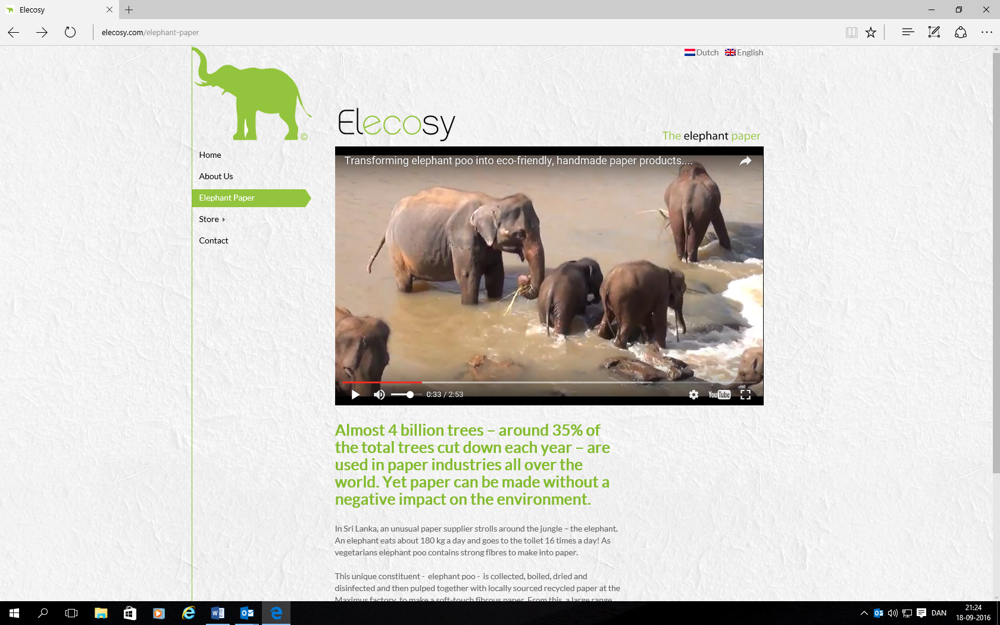 Elecosy
elecosy.com/elephant-paper
Dutch English
©
Elecosy
The elephant paper
Home
About Us
Elephant Paper
Store
Contact
Transforming elephant poo into eco-friendly, handmade paper products....
0:33 / 2:53
YouTube
Almost 4 billion trees – around 35% of
the total trees cut down each year – are
used in paper industries all over the
world. Yet paper can be made without a
negative impact on the environment.
In Sri Lanka, an unusual paper supplier strolls around the jungle – the elephant.
An elephant eats about 180 kg a day and goes to the toilet 16 times a day! As
vegetarians elephant poo contains strong fibres to make into paper.
This unique constituent - elephant poo - is collected, boiled, dried and
disinfected and then pulped together with locally sourced recycled paper at the
Maximus factory, to make a soft-touch fibrous paper. From this, a large range
DAN
21:24
18-09-2016